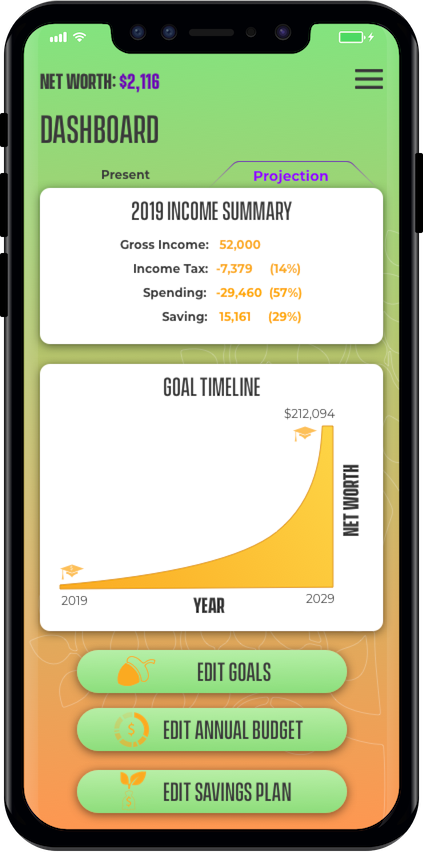 NET WORTH: $2,116
DASHBOARD
Present Projection
2019 INCOME SUMMARY
Gross Income: 52,000
Income Tax: -7,379 (14%)
Spending: -29,460 (57%)
Saving: 15,161 (29%)
GOAL TIMELINE
$212,094
NET WORTH
2019 YEAR 2029
EDIT GOALS
$ EDIT ANNUAL BUDGET
$ EDIT SAVINGS PLAN